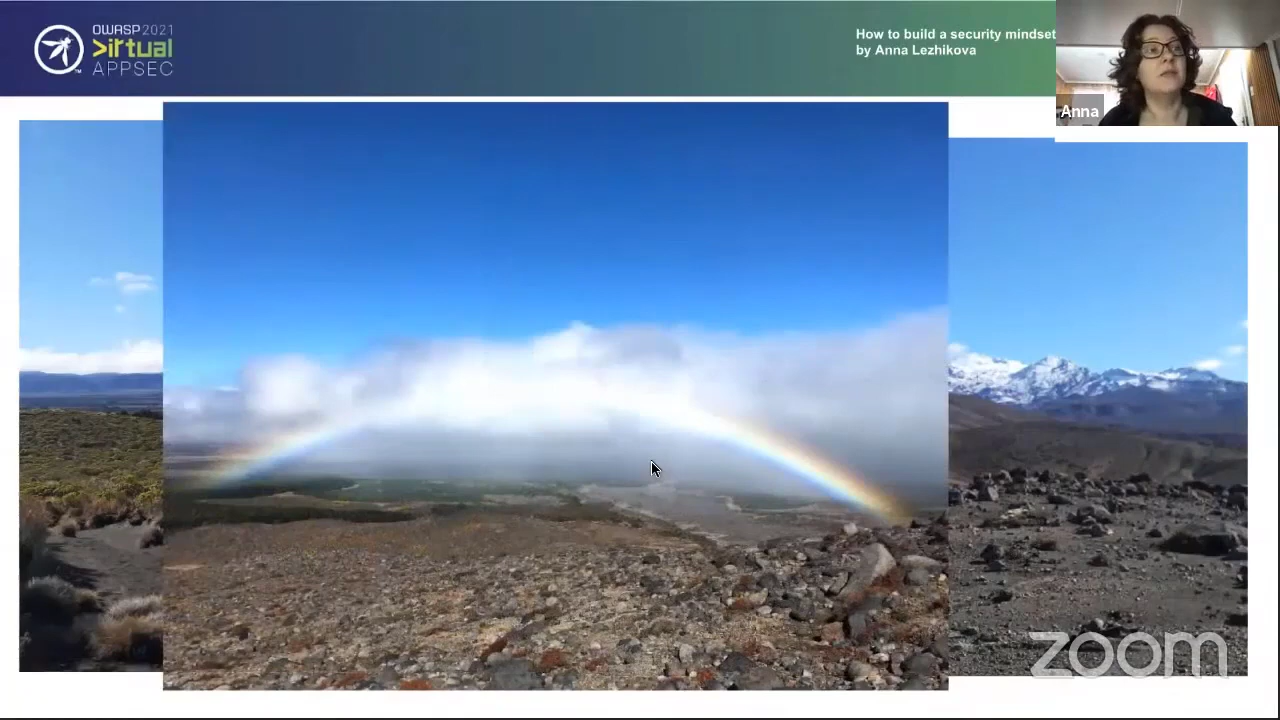 OWASP2021
>irtual
APPSEC
How to build a security mindset
by Anna Lezhikova
Anna
zoom